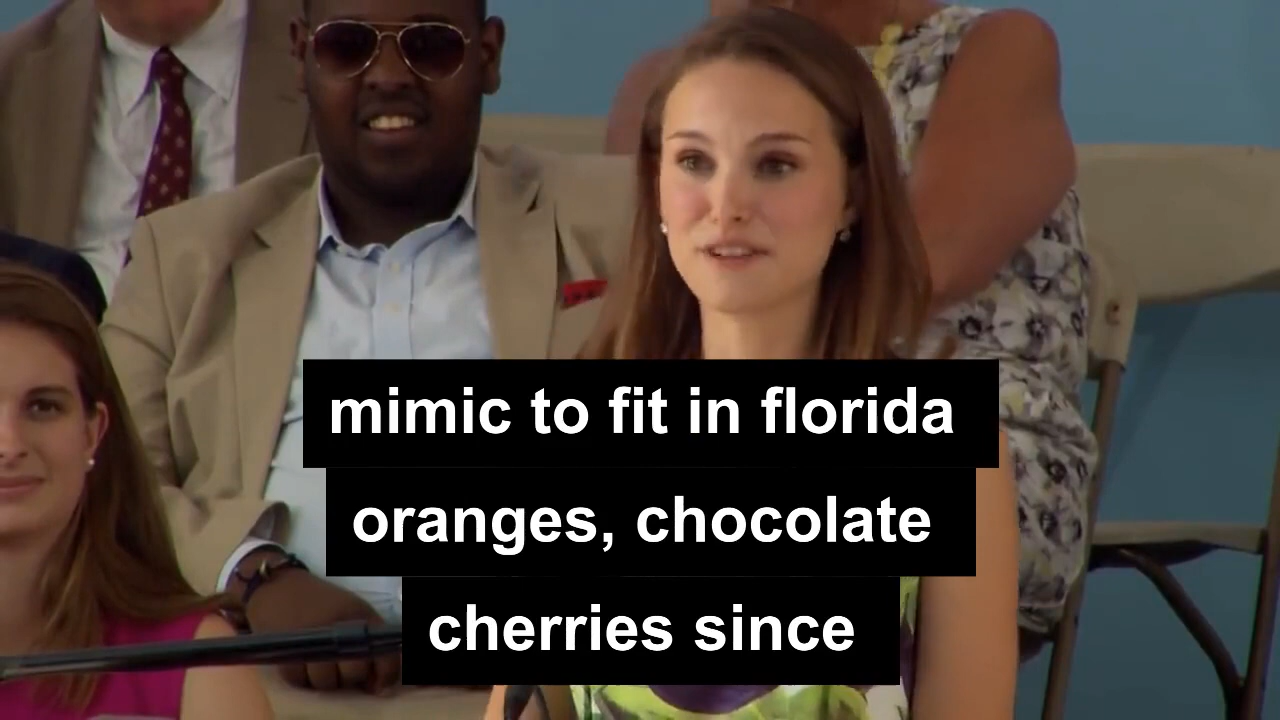 mimic to fit in florida
oranges, chocolate
cherries since